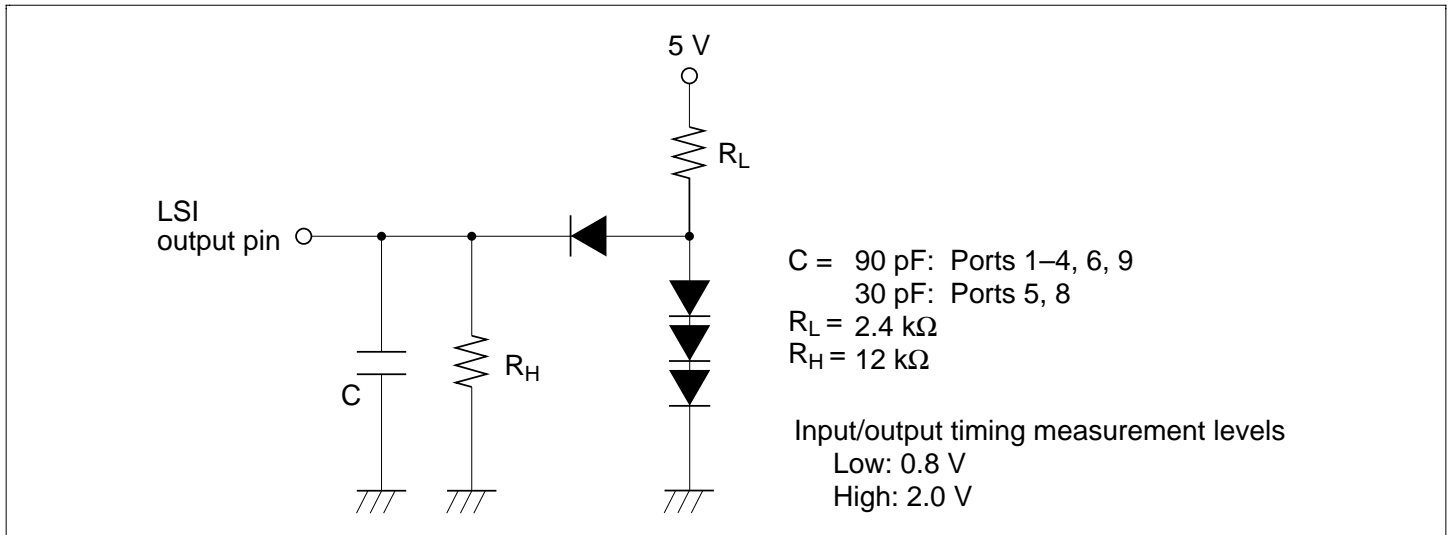 5 V
R_L
LSI
output pin
C
R_H
C = 90 pF: Ports 1–4, 6, 9
30 pF: Ports 5, 8
R_L = 2.4 kΩ
R_H = 12 kΩ
Input/output timing measurement levels
Low: 0.8 V
High: 2.0 V